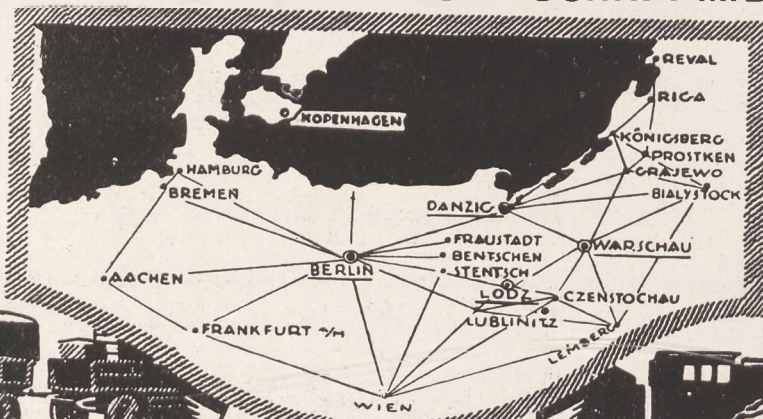 REVAL
RIGA
KOPENHAGEN
KÖNIGSBERG
PROSTKEN
GRAJEWO
HAMBURG
BREMEN
BIALYSTOCK
DANZIG
FRAUSTADT
WARSCHAU
BENTSCHEN
BERLIN
STENTSCH
AACHEN
LODZ
CZENSTOCHAU
LUBLINITZ
FRANKFURT a/M
LEMBERG
WIEN